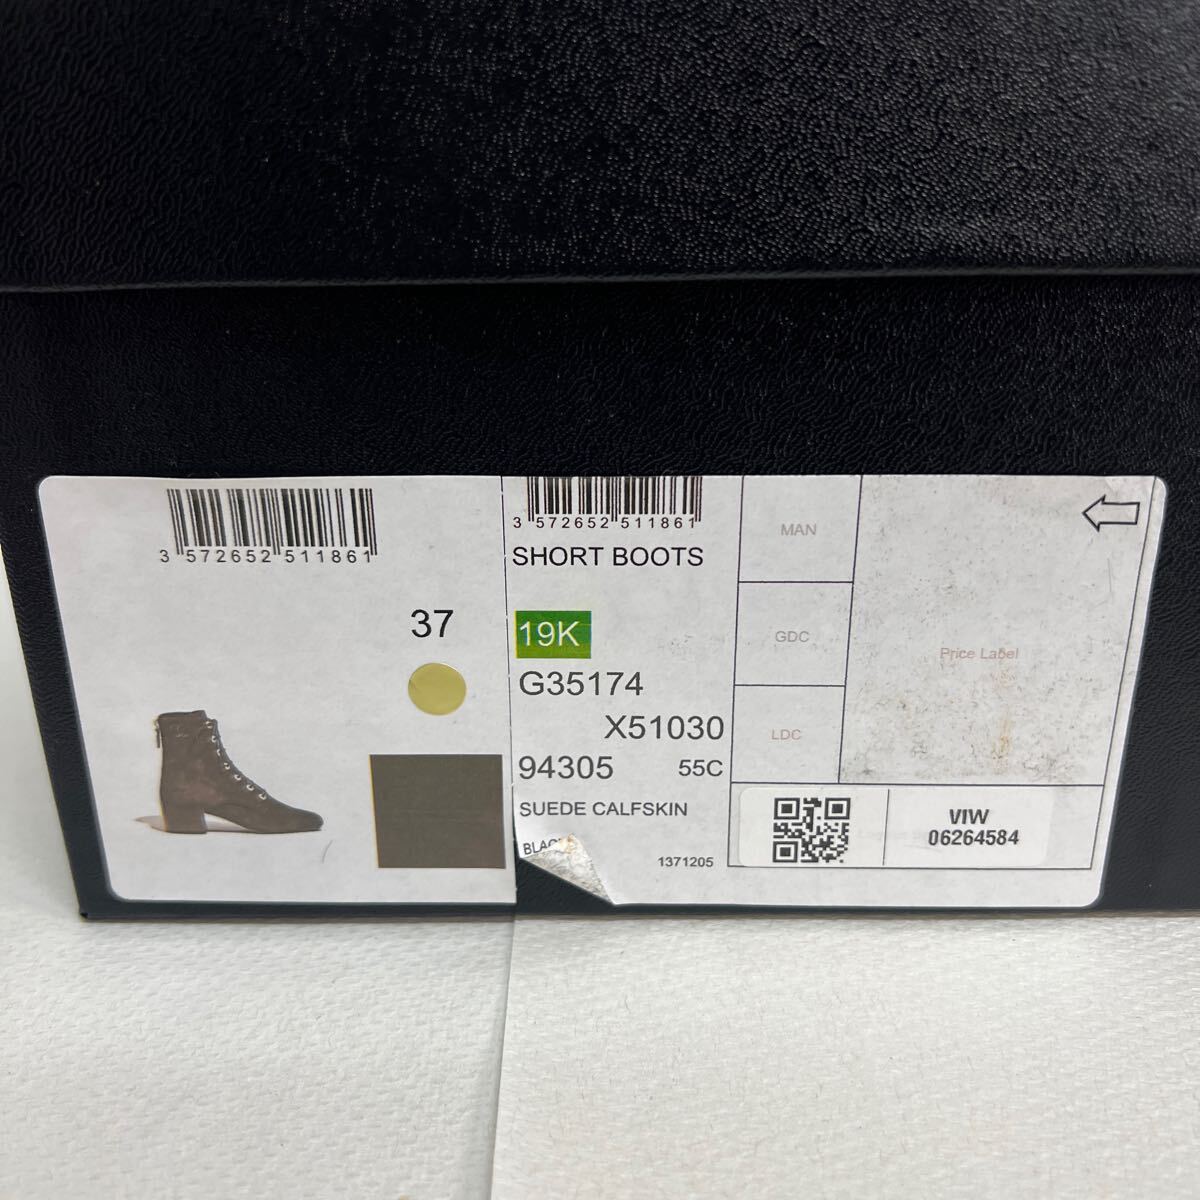 3 572652 511861
37
3 572652 511861
SHORT BOOTS
19K
G35174
X51030
94305 55C
SUEDE CALFSKIN
1371205
MAN
GDC
LDC
Price Label
VIW
06264584